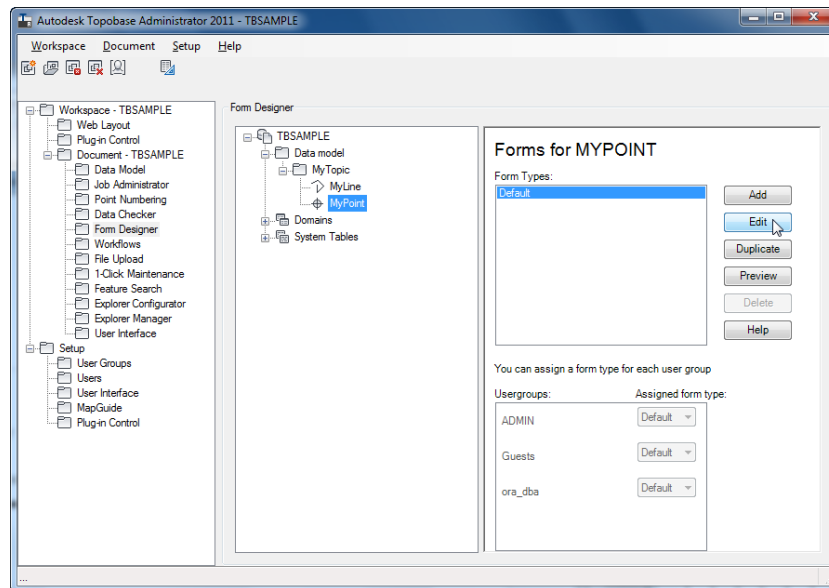 Autodesk Topobase Administrator 2011 - TBSAMPLE
Workspace Document Setup Help
Workspace - TBSAMPLE
Web Layout
Plug-in Control
Document - TBSAMPLE
Data Model
Job Administrator
Point Numbering
Data Checker
Form Designer
Workflows
File Upload
1-Click Maintenance
Feature Search
Explorer Configurator
Explorer Manager
User Interface
Setup
User Groups
Users
User Interface
MapGuide
Plug-in Control
Form Designer
TBSAMPLE
Data model
MyTopic
MyLine
MyPoint
Domains
System Tables
Forms for MYPOINT
Form Types:
Default
Add
Edit
Duplicate
Preview
Delete
Help
You can assign a form type for each user group
Usergroups: Assigned form type:
ADMIN Default
Guests Default
ora_dba Default
...